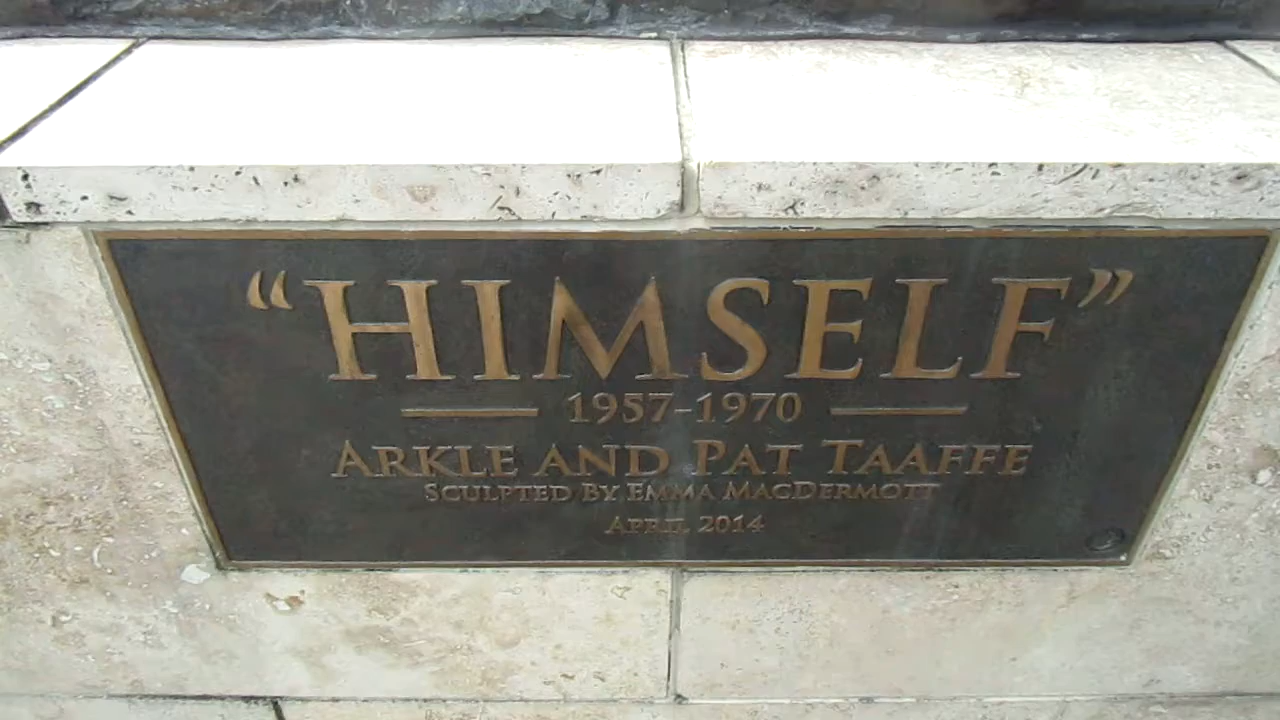 “HIMSELF”
1957-1970
ARKLE AND PAT TAAFFE
SCULPTED BY EMMA MACDERMOTT
APRIL 2014